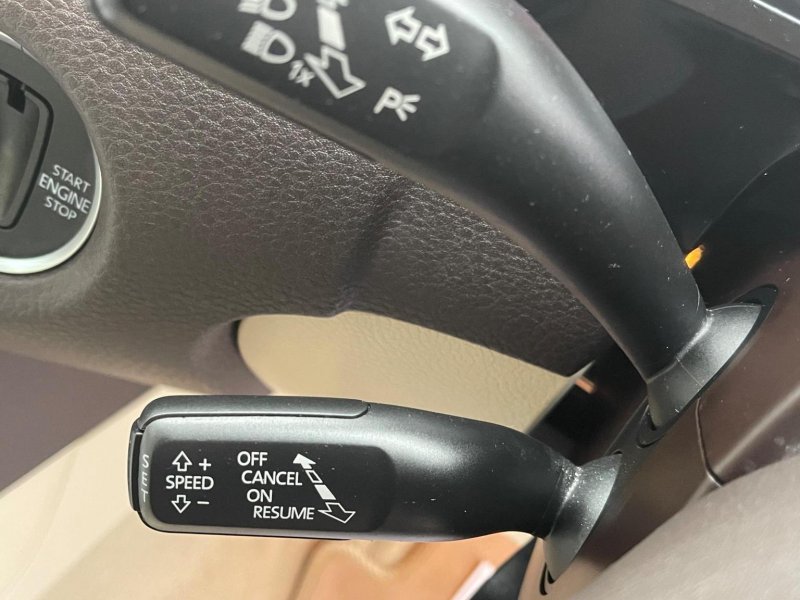 1x
P
START
ENGINE
STOP
SET
SPEED
+
−
OFF
CANCEL
ON
RESUME